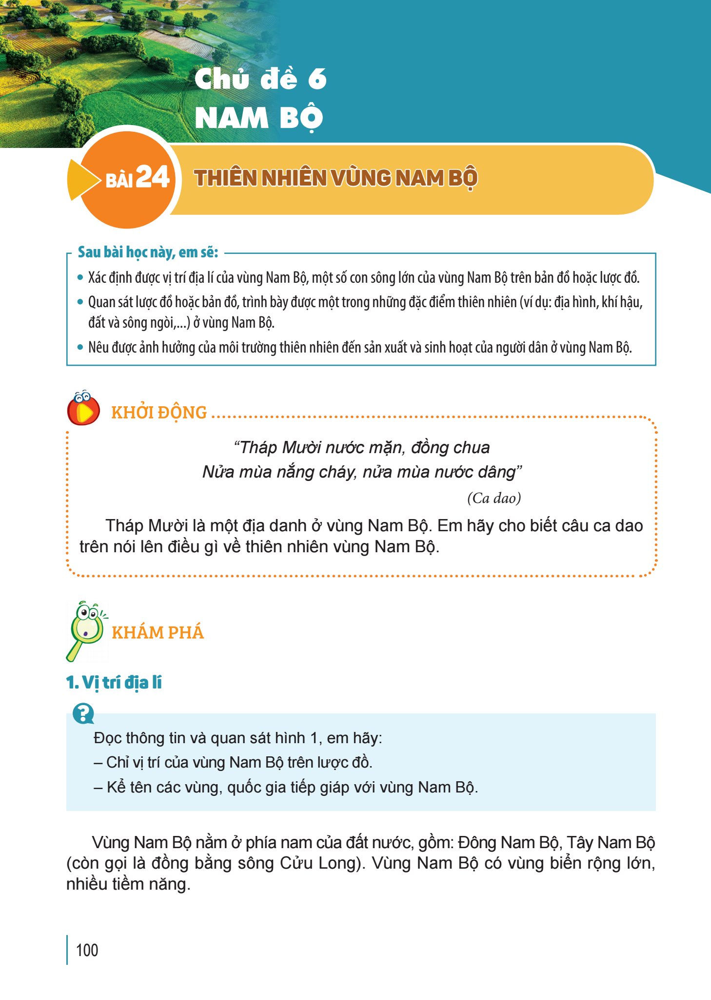 Chủ đề 6
NAM BỘ
BÀI 24
THIÊN NHIÊN VÙNG NAM BỘ
Sau bài học này, em sẽ:
• Xác định được vị trí địa lí của vùng Nam Bộ, một số con sông lớn của vùng Nam Bộ trên bản đồ hoặc lược đồ.
• Quan sát lược đồ hoặc bản đồ, trình bày được một trong những đặc điểm thiên nhiên (ví dụ: địa hình, khí hậu,
đất và sông ngòi,...) ở vùng Nam Bộ.
• Nêu được ảnh hưởng của môi trường thiên nhiên đến sản xuất và sinh hoạt của người dân ở vùng Nam Bộ.
KHỞI ĐỘNG
“Tháp Mười nước mặn, đồng chua
Nửa mùa nắng cháy, nửa mùa nước dâng”
(Ca dao)
Tháp Mười là một địa danh ở vùng Nam Bộ. Em hãy cho biết câu ca dao
trên nói lên điều gì về thiên nhiên vùng Nam Bộ.
KHÁM PHÁ
1. Vị trí địa lí
?
Đọc thông tin và quan sát hình 1, em hãy:
– Chỉ vị trí của vùng Nam Bộ trên lược đồ.
– Kể tên các vùng, quốc gia tiếp giáp với vùng Nam Bộ.
Vùng Nam Bộ nằm ở phía nam của đất nước, gồm: Đông Nam Bộ, Tây Nam Bộ
(còn gọi là đồng bằng sông Cửu Long). Vùng Nam Bộ có vùng biển rộng lớn,
nhiều tiềm năng.
100